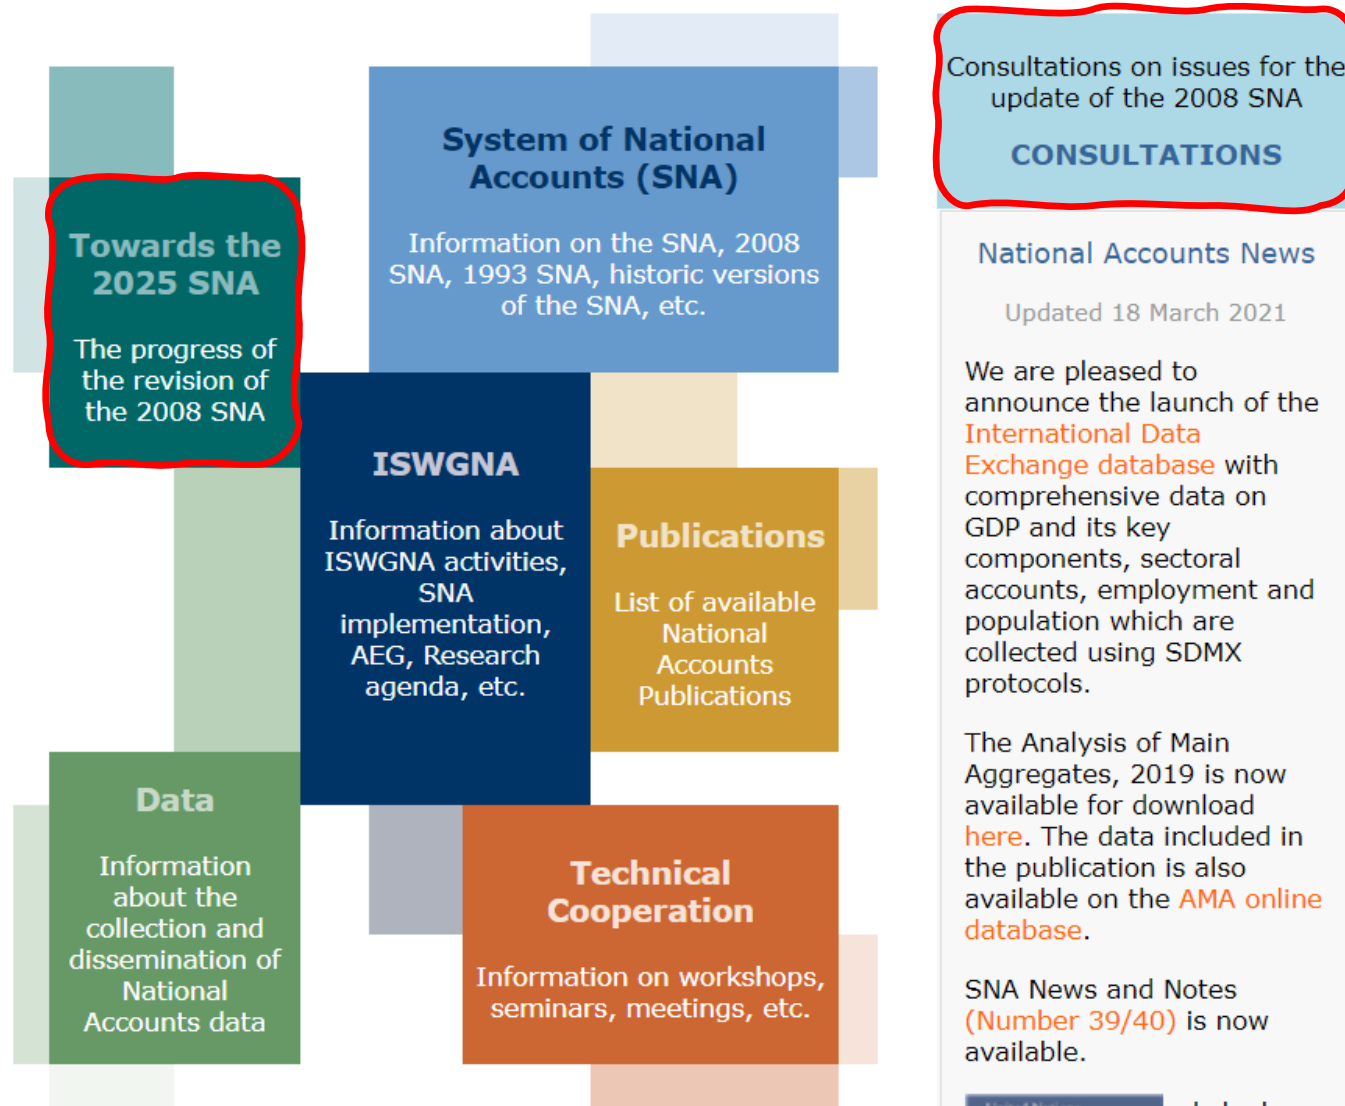 Towards the
2025 SNA
The progress of
the revision of
the 2008 SNA
System of National
Accounts (SNA)
Information on the SNA, 2008
SNA, 1993 SNA, historic versions
of the SNA, etc.
ISWGNA
Information about
ISWGNA activities,
SNA
implementation,
AEG, Research
agenda, etc.
Publications
List of available
National
Accounts
Publications
Data
Information
about the
collection and
dissemination of
National
Accounts data
Technical
Cooperation
Information on workshops,
seminars, meetings, etc.
Consultations on issues for the
update of the 2008 SNA
CONSULTATIONS
National Accounts News
Updated 18 March 2021
We are pleased to
announce the launch of the
International Data
Exchange database with
comprehensive data on
GDP and its key
components, sectoral
accounts, employment and
population which are
collected using SDMX
protocols.
The Analysis of Main
Aggregates, 2019 is now
available for download
here. The data included in
the publication is also
available on the AMA online
database.
SNA News and Notes
(Number 39/40) is now
available.